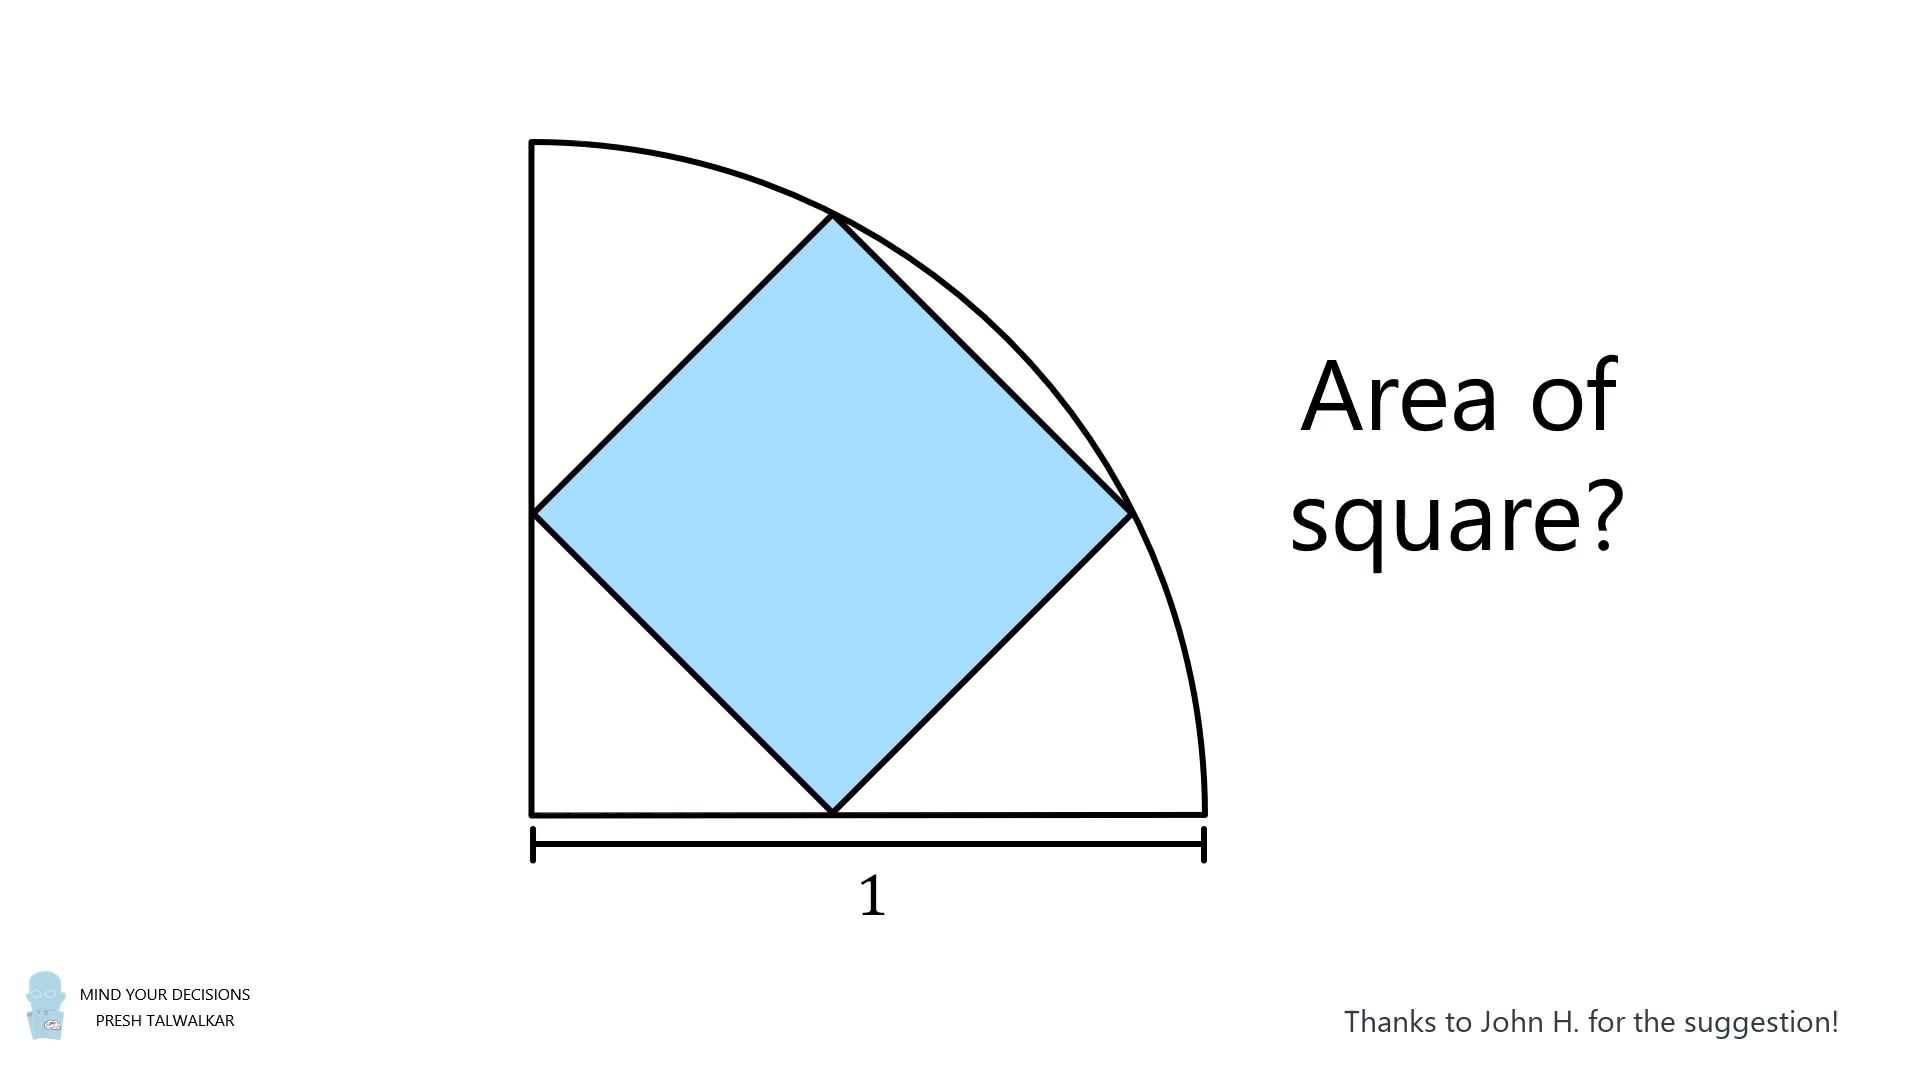 Area of
square?
1
MIND YOUR DECISIONS
PRESH TALWALKAR
Thanks to John H. for the suggestion!